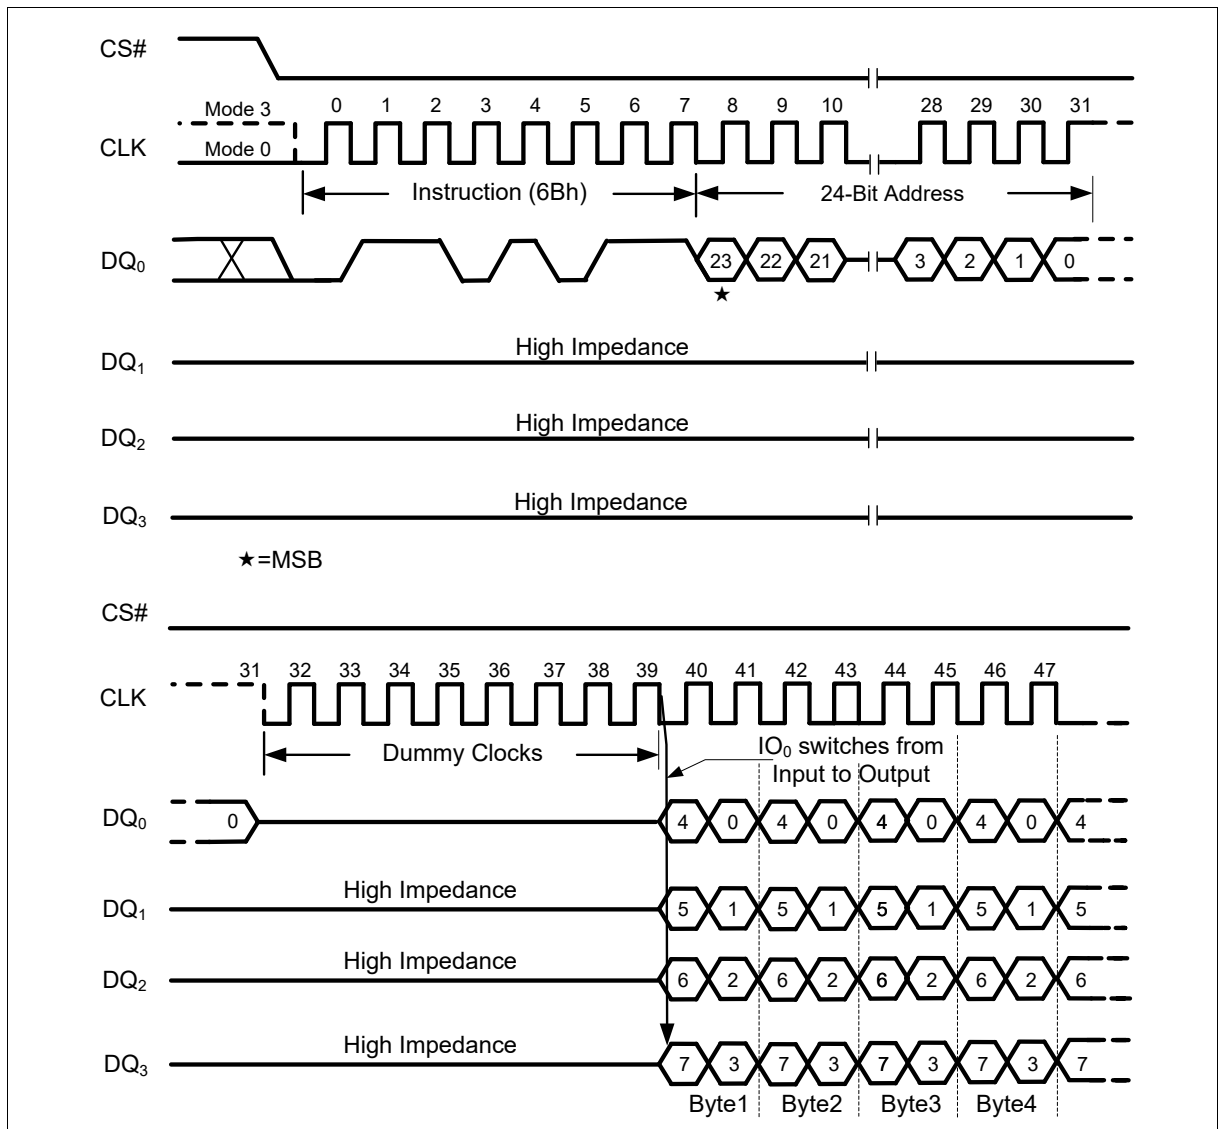 CS#
Mode 3 0 1 2 3 4 5 6 7 8 9 10 28 29 30 31
CLK Mode 0
Instruction (6Bh) 24-Bit Address
DQ0 23 22 21 3 2 1 0
★
High Impedance
DQ1
High Impedance
DQ2
High Impedance
DQ3
★=MSB
CS#
31 32 33 34 35 36 37 38 39 40 41 42 43 44 45 46 47
CLK
Dummy Clocks
IO0 switches from
Input to Output
DQ0 0 4 0 4 0 4 0 4 0 4
High Impedance
DQ1 5 1 5 1 5 1 5 1 5
High Impedance
DQ2 6 2 6 2 6 2 6 2 6
High Impedance
DQ3 7 3 7 3 7 3 7 3 7
Byte1 Byte2 Byte3 Byte4